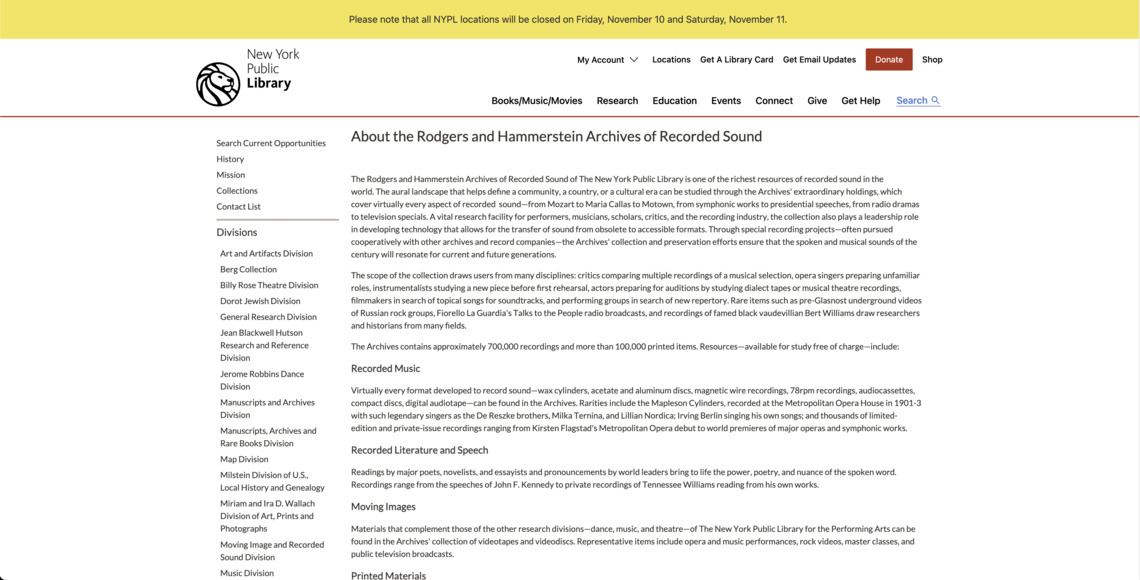 Please note that all NYPL locations will be closed on Friday, November 10 and Saturday, November 11.
New York
Public
Library
My Account
Locations
Get A Library Card
Get Email Updates
Donate
Shop
Books/Music/Movies
Research
Education
Events
Connect
Give
Get Help
Search
Search Current Opportunities
History
Mission
Collections
Contact List
Divisions
Art and Artifacts Division
Berg Collection
Billy Rose Theatre Division
Dorot Jewish Division
General Research Division
Jean Blackwell Hutson
Research and Reference
Division
Jerome Robbins Dance
Division
Manuscripts and Archives
Division
Manuscripts, Archives and
Rare Books Division
Map Division
Milstein Division of U.S.,
Local History and Genealogy
Miriam and Ira D. Wallach
Division of Art, Prints and
Photographs
Moving Image and Recorded
Sound Division
Music Division
About the Rodgers and Hammerstein Archives of Recorded Sound
The Rodgers and Hammerstein Archives of Recorded Sound of The New York Public Library is one of the richest resources of recorded sound in the
world. The aural landscape that helps define a community, a country, or a cultural era can be studied through the Archives' extraordinary holdings, which
cover virtually every aspect of recorded sound—from Mozart to Maria Callas to Motown, from symphonic works to presidential speeches, from radio dramas
to television specials. A vital research facility for performers, musicians, scholars, critics, and the recording industry, the collection also plays a leadership role
in developing technology that allows for the transfer of sound from obsolete to accessible formats. Through special recording projects—often pursued
cooperatively with other archives and record companies—the Archives' collection and preservation efforts ensure that the spoken and musical sounds of the
century will resonate for current and future generations.
The scope of the collection draws users from many disciplines: critics comparing multiple recordings of a musical selection, opera singers preparing unfamiliar
roles, instrumentalists studying a new piece before first rehearsal, actors preparing for auditions by studying dialect tapes or musical theatre recordings,
filmmakers in search of topical songs for soundtracks, and performing groups in search of new repertory. Rare items such as pre-Glasnost underground videos
of Russian rock groups, Fiorello La Guardia's Talks to the People radio broadcasts, and recordings of famed black vaudevillian Bert Williams draw researchers
and historians from many fields.
The Archives contains approximately 700,000 recordings and more than 100,000 printed items. Resources—available for study free of charge—include:
Recorded Music
Virtually every format developed to record sound—wax cylinders, acetate and aluminum discs, magnetic wire recordings, 78rpm recordings, audiocassettes,
compact discs, digital audiotape—can be found in the Archives. Rarities include the Mapleson Cylinders, recorded at the Metropolitan Opera House in 1901-3
with such legendary singers as the De Reszke brothers, Milka Ternina, and Lillian Nordica; Irving Berlin singing his own songs; and thousands of limited-
edition and private-issue recordings ranging from Kirsten Flagstad's Metropolitan Opera debut to world premieres of major operas and symphonic works.
Recorded Literature and Speech
Readings by major poets, novelists, and essayists and pronouncements by world leaders bring to life the power, poetry, and nuance of the spoken word.
Recordings range from the speeches of John F. Kennedy to private recordings of Tennessee Williams reading from his own works.
Moving Images
Materials that complement those of the other research divisions—dance, music, and theatre—of The New York Public Library for the Performing Arts can be
found in the Archives' collection of videotapes and videodiscs. Representative items include opera and music performances, rock videos, master classes, and
public television broadcasts.
Printed Materials